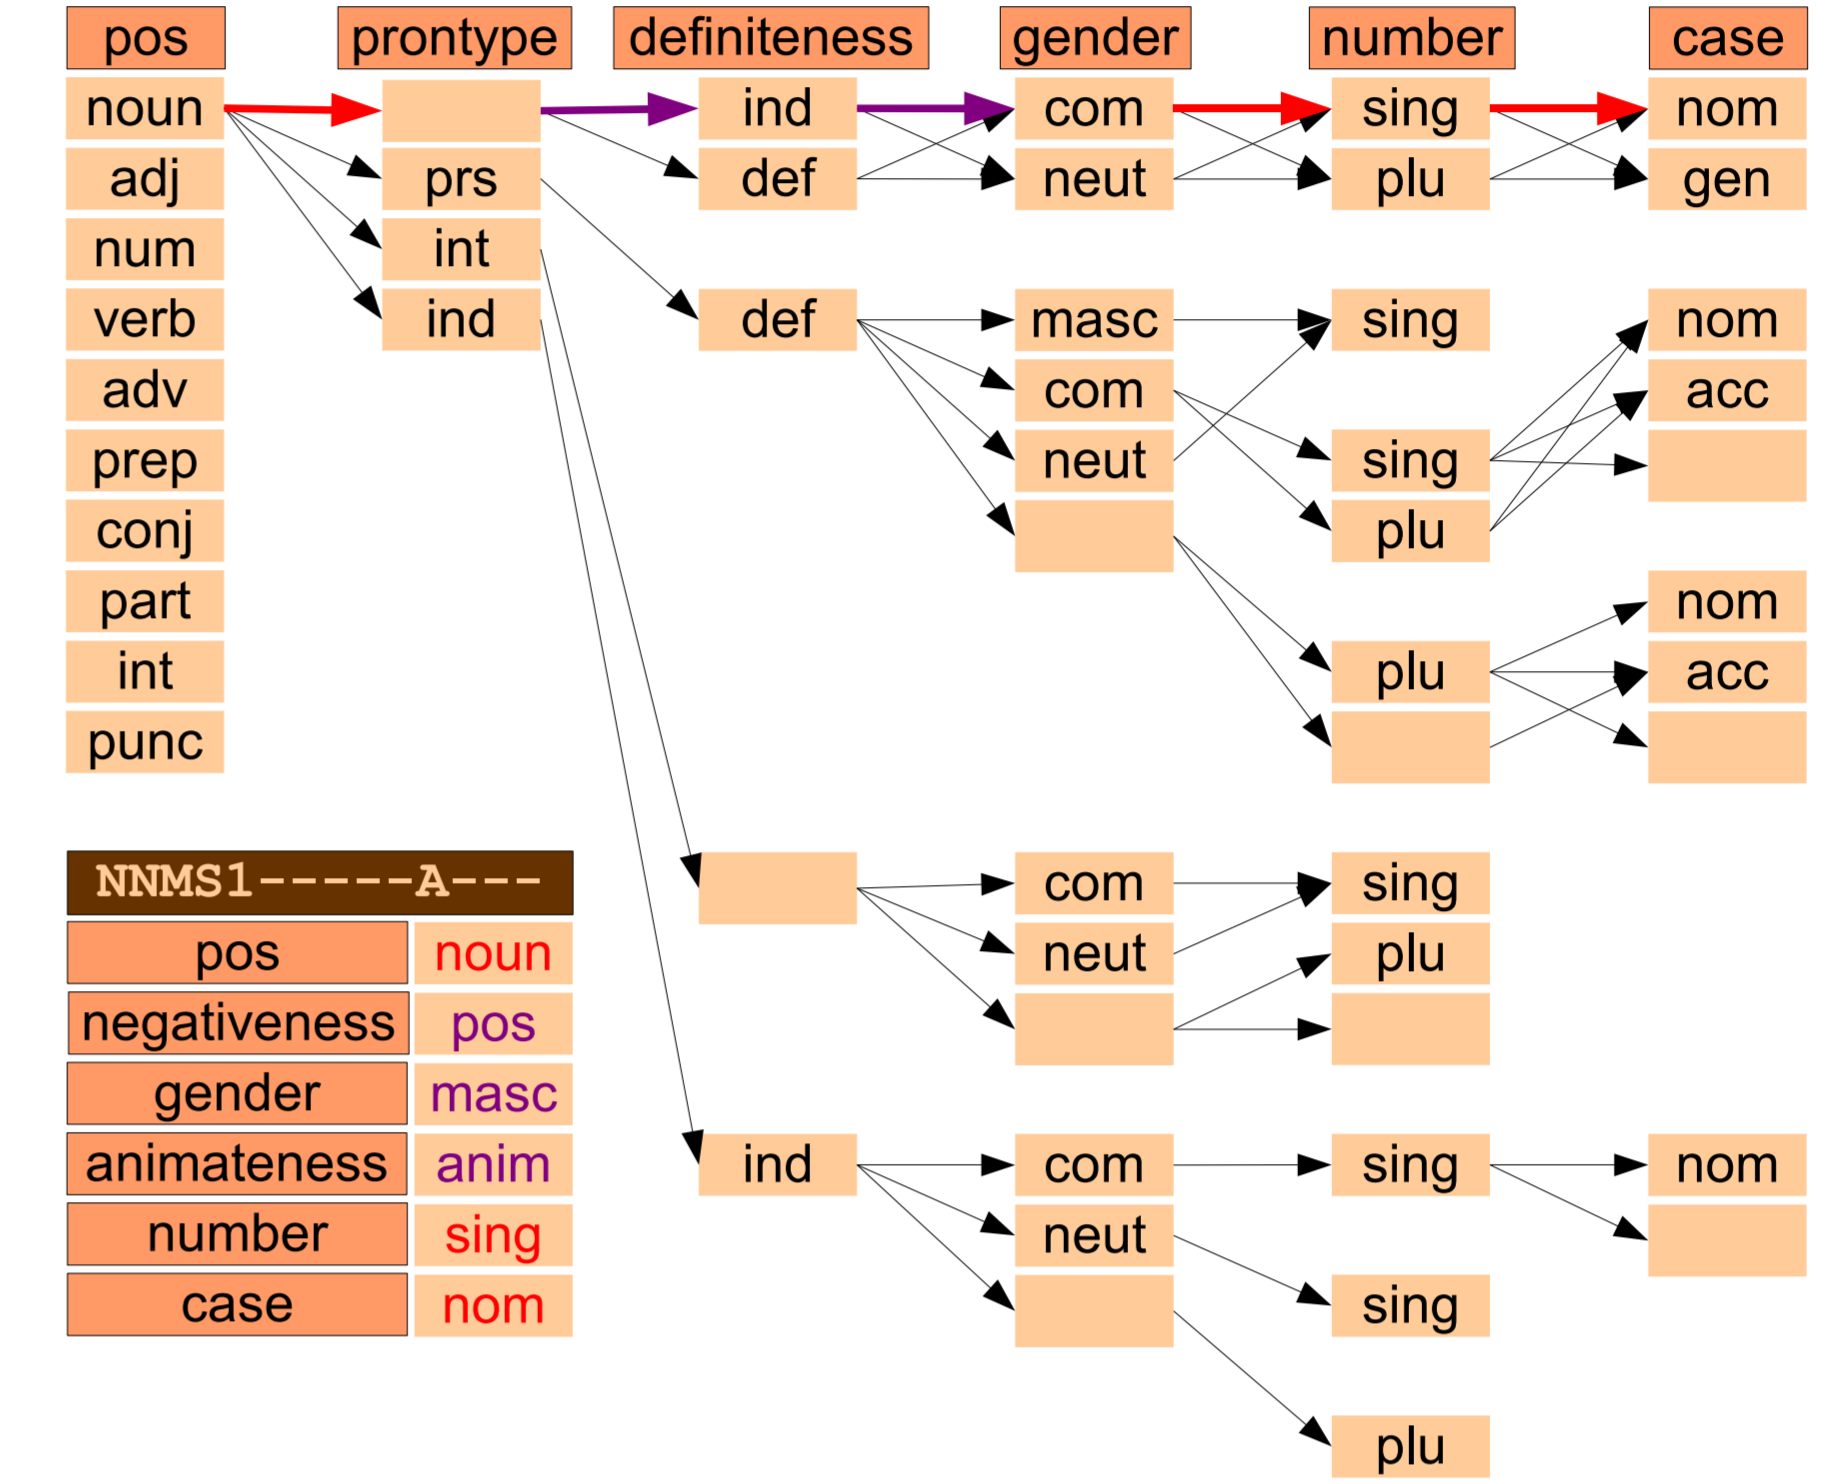 pos prontype definiteness gender number case
noun ind com sing nom
adj prs def neut plu gen
num int
verb ind def masc sing nom
adv com acc
prep neut sing
conj plu
part nom
int plu acc
punc
NNMS1-----A--- com sing
pos noun neut plu
negativeness pos
gender masc
animateness anim ind com sing nom
number sing neut
case nom sing
plu